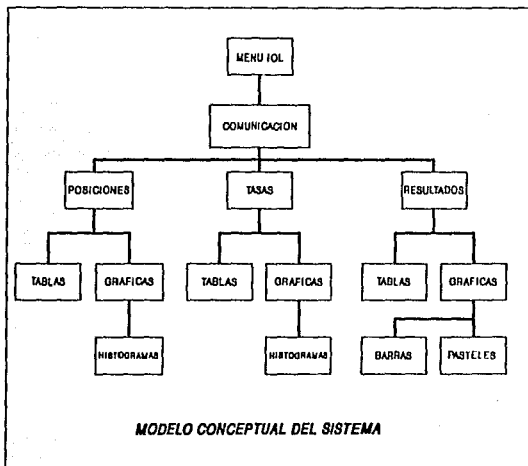 MENU IOL
COMUNICACION
POSICIONES TASAS RESULTADOS
TABLAS GRAFICAS TABLAS GRAFICAS TABLAS GRAFICAS
HISTOGRAMAS HISTOGRAMAS BARRAS PASTELES
MODELO CONCEPTUAL DEL SISTEMA